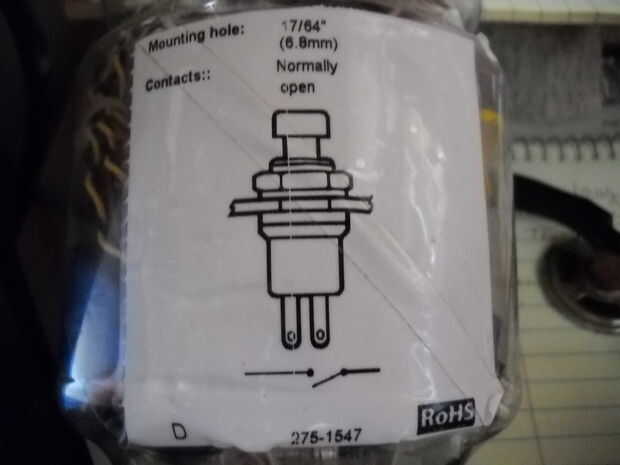 Mounting hole: 17/64"
(6.8mm)
Contacts:: Normally
open
RoHS
D 275-1547